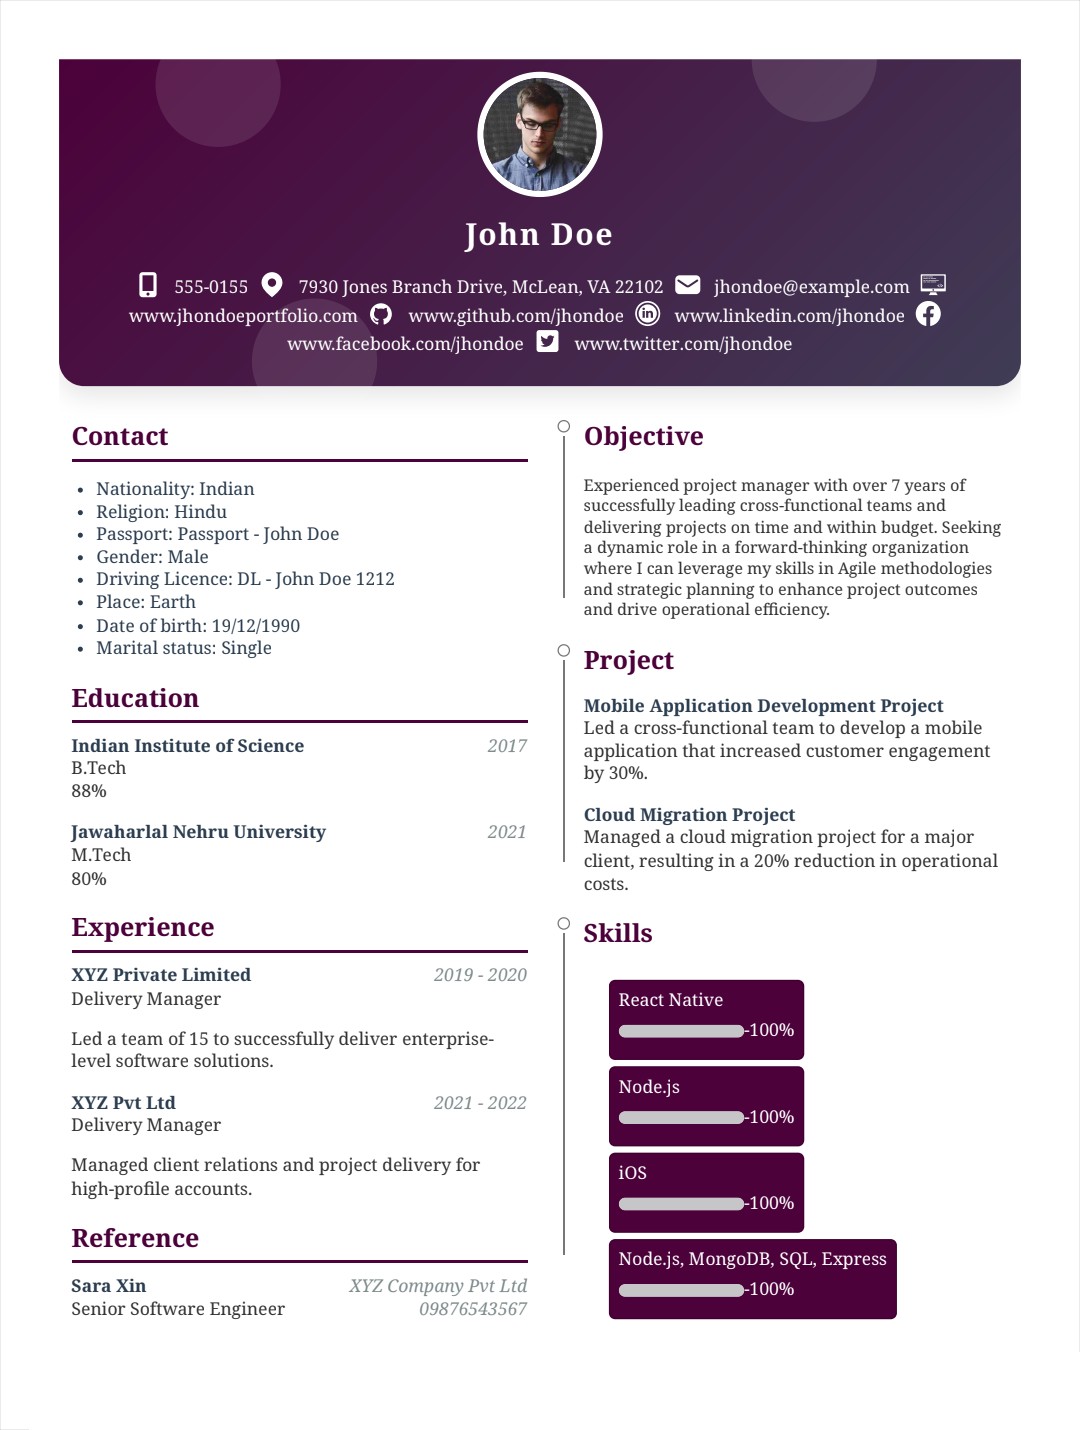 John Doe
555-0155 7930 Jones Branch Drive, McLean, VA 22102 jhondoe@example.com
www.jhondoeportfolio.com www.github.com/jhondoe www.linkedin.com/jhondoe
www.facebook.com/jhondoe www.twitter.com/jhondoe
Contact
• Nationality: Indian
• Religion: Hindu
• Passport: Passport - John Doe
• Gender: Male
• Driving Licence: DL - John Doe 1212
• Place: Earth
• Date of birth: 19/12/1990
• Marital status: Single
Education
Indian Institute of Science 2017
B.Tech
88%
Jawaharlal Nehru University 2021
M.Tech
80%
Experience
XYZ Private Limited 2019 - 2020
Delivery Manager
Led a team of 15 to successfully deliver enterprise-
level software solutions.
XYZ Pvt Ltd 2021 - 2022
Delivery Manager
Managed client relations and project delivery for
high-profile accounts.
Reference
Sara Xin XYZ Company Pvt Ltd
Senior Software Engineer 09876543567
Objective
Experienced project manager with over 7 years of
successfully leading cross-functional teams and
delivering projects on time and within budget. Seeking
a dynamic role in a forward-thinking organization
where I can leverage my skills in Agile methodologies
and strategic planning to enhance project outcomes
and drive operational efficiency.
Project
Mobile Application Development Project
Led a cross-functional team to develop a mobile
application that increased customer engagement
by 30%.
Cloud Migration Project
Managed a cloud migration project for a major
client, resulting in a 20% reduction in operational
costs.
Skills
React Native
-100%
Node.js
-100%
iOS
-100%
Node.js, MongoDB, SQL, Express
-100%